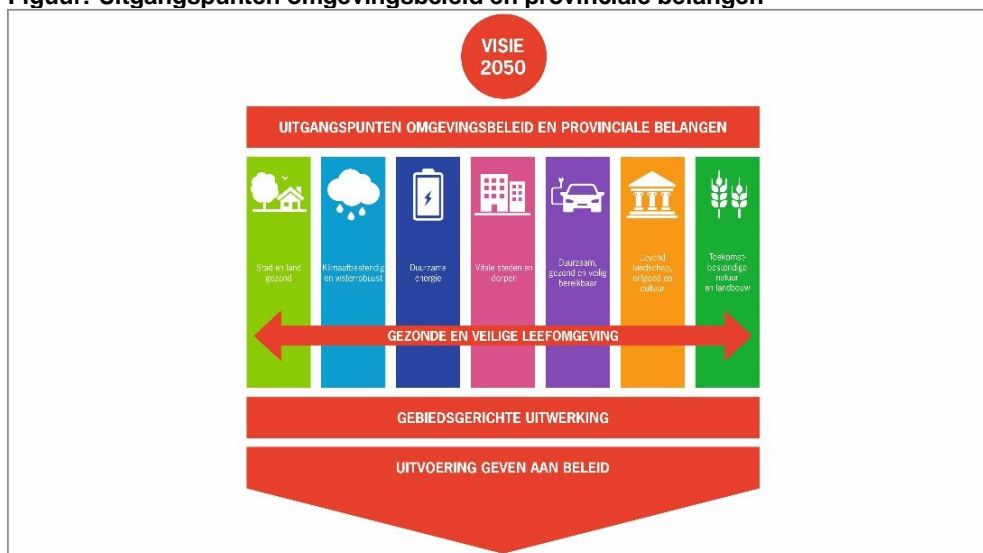 Figuur: Uitgangspunten omgevingsbeleid en provinciale belangen
VISIE
2050
UITGANGSPUNTEN OMGEVINGSBELEID EN PROVINCIALE BELANGEN
Stad en land
gezond
Klimaatbestendig
en waterrobuust
Duurzame
energie
Vitale steden en
dorpen
Duurzaam,
gezond en veilig
bereikbaar
Levend
landschap,
erfgoed en
cultuur
Toekomst-
bestendige
natuur
en landbouw
GEZONDE EN VEILIGE LEEFOMGEVING
GEBIEDSGERICHTE UITWERKING
UITVOERING GEVEN AAN BELEID